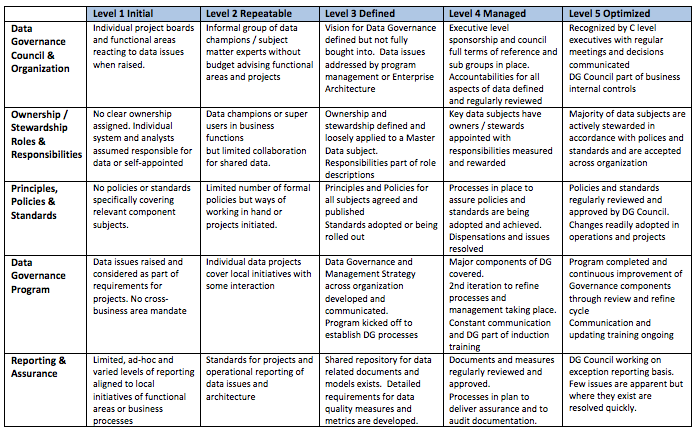 Level 1 Initial
Level 2 Repeatable
Level 3 Defined
Level 4 Managed
Level 5 Optimized
Data
Governance
Council &
Organization
Individual project boards
and functional areas
reacting to data issues
when raised.
Informal group of data
champions / subject
matter experts without
budget advising functional
areas and projects
Vision for Data Governance
defined but not fully
bought into. Data issues
addressed by program
management or Enterprise
Architecture
Executive level
sponsorship and council
full terms of reference and
sub groups in place.
Accountabilities for all
aspects of data defined
and regularly reviewed
Recognized by C level
executives with regular
meetings and decisions
communicated
DG Council part of business
internal controls
Ownership /
Stewardship
Roles &
Responsibilities
No clear ownership
assigned. Individual
system and analysts
assumed responsible for
data or self-appointed
Data champions or super
users in business
functions
but limited collaboration
for shared data.
Ownership and
stewardship defined and
loosely applied to a Master
Data subject.
Responsibilities part of role
descriptions
Key data subjects have
owners / stewards
appointed with
responsibilities measured
and rewarded
Majority of data subjects are
actively stewarded in
accordance with polices and
standards and are accepted
across organization
Principles,
Policies &
Standards
No policies or standards
specifically covering
relevant component
subjects.
Limited number of formal
policies but ways of
working in hand or
projects initiated.
Principles and Policies for
all subjects agreed and
published
Standards adopted or being
rolled out
Processes in place to
assure policies and
standards are being
adopted and achieved.
Dispensations and issues
resolved
Policies and standards
regularly reviewed and
approved by DG Council.
Changes readily adopted in
operations and projects
Data
Governance
Program
Data issues raised and
considered as part of
requirements for
projects. No cross-
business area mandate
Individual data projects
cover local initiatives with
some interaction
Data Governance and
Management Strategy
across organization
developed and
communicated.
Program kicked off to
establish DG processes
Major components of DG
covered.
2nd iteration to refine
processes and
management taking place.
Constant communication
and DG part of induction
training
Program completed and
continuous improvement of
Governance components
through review and refine
cycle
Communication and
updating training ongoing
Reporting &
Assurance
Limited, ad-hoc and
varied levels of reporting
aligned to local
initiatives of functional
areas or business
processes
Standards for projects and
operational reporting of
data issues and
architecture
Shared repository for data
related documents and
models exists. Detailed
requirements for data
quality measures and
metrics are developed.
Documents and measures
regularly reviewed and
approved.
Processes in plan to
deliver assurance and to
audit documentation.
DG Council working on
exception reporting basis.
Few issues are apparent but
where they exist are
resolved quickly.